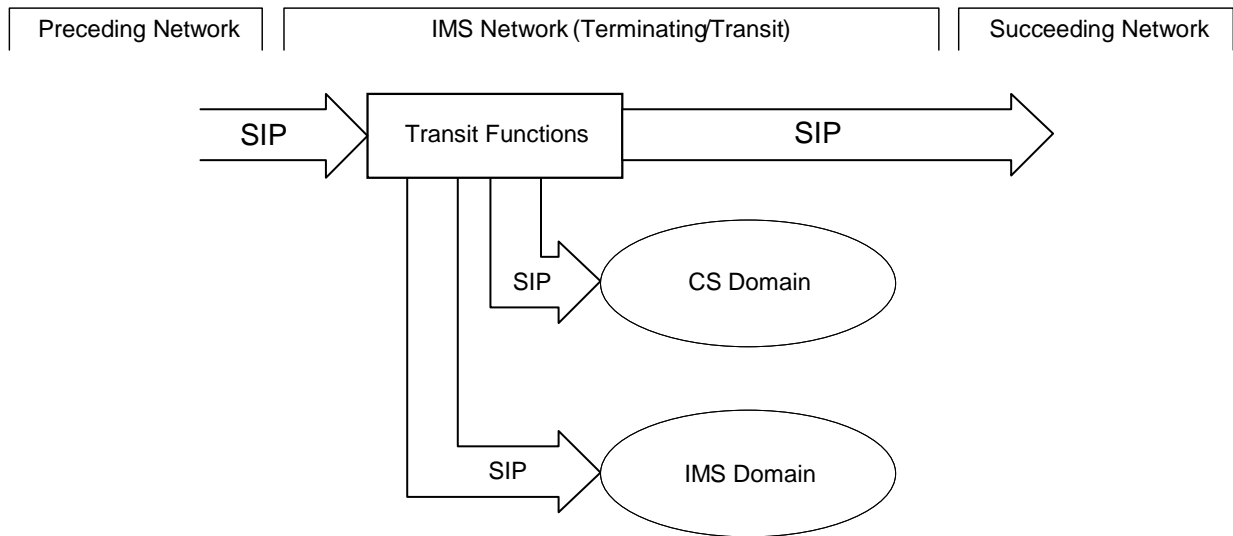 Preceding Network
IMS Network (Terminating/Transit)
Succeeding Network
SIP
Transit Functions
SIP
SIP
CS Domain
SIP
IMS Domain